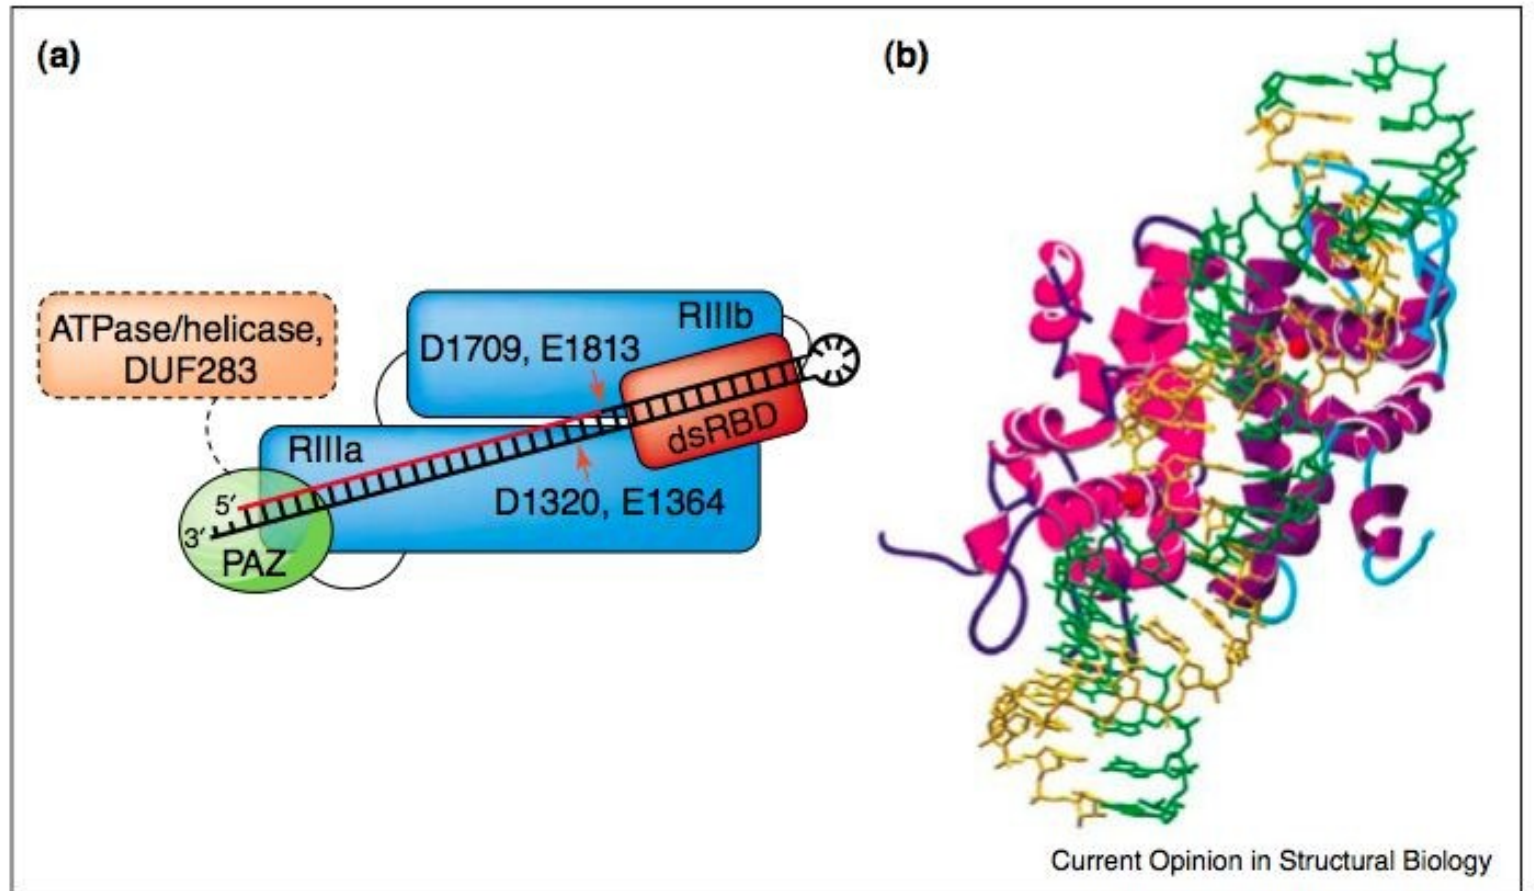 (a)
(b)
ATPase/helicase,
DUF283
RIIIb
D1709, E1813
dsRBD
RIIIa
D1320, E1364
5′
3′
PAZ
Current Opinion in Structural Biology